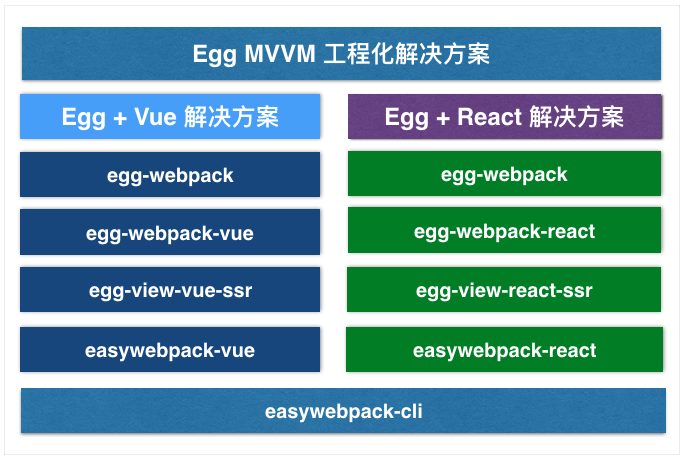 Egg MVVM 工程化解决方案
Egg + Vue 解决方案
Egg + React 解决方案
egg-webpack
egg-webpack
egg-webpack-vue
egg-webpack-react
egg-view-vue-ssr
egg-view-react-ssr
easywebpack-vue
easywebpack-react
easywebpack-cli